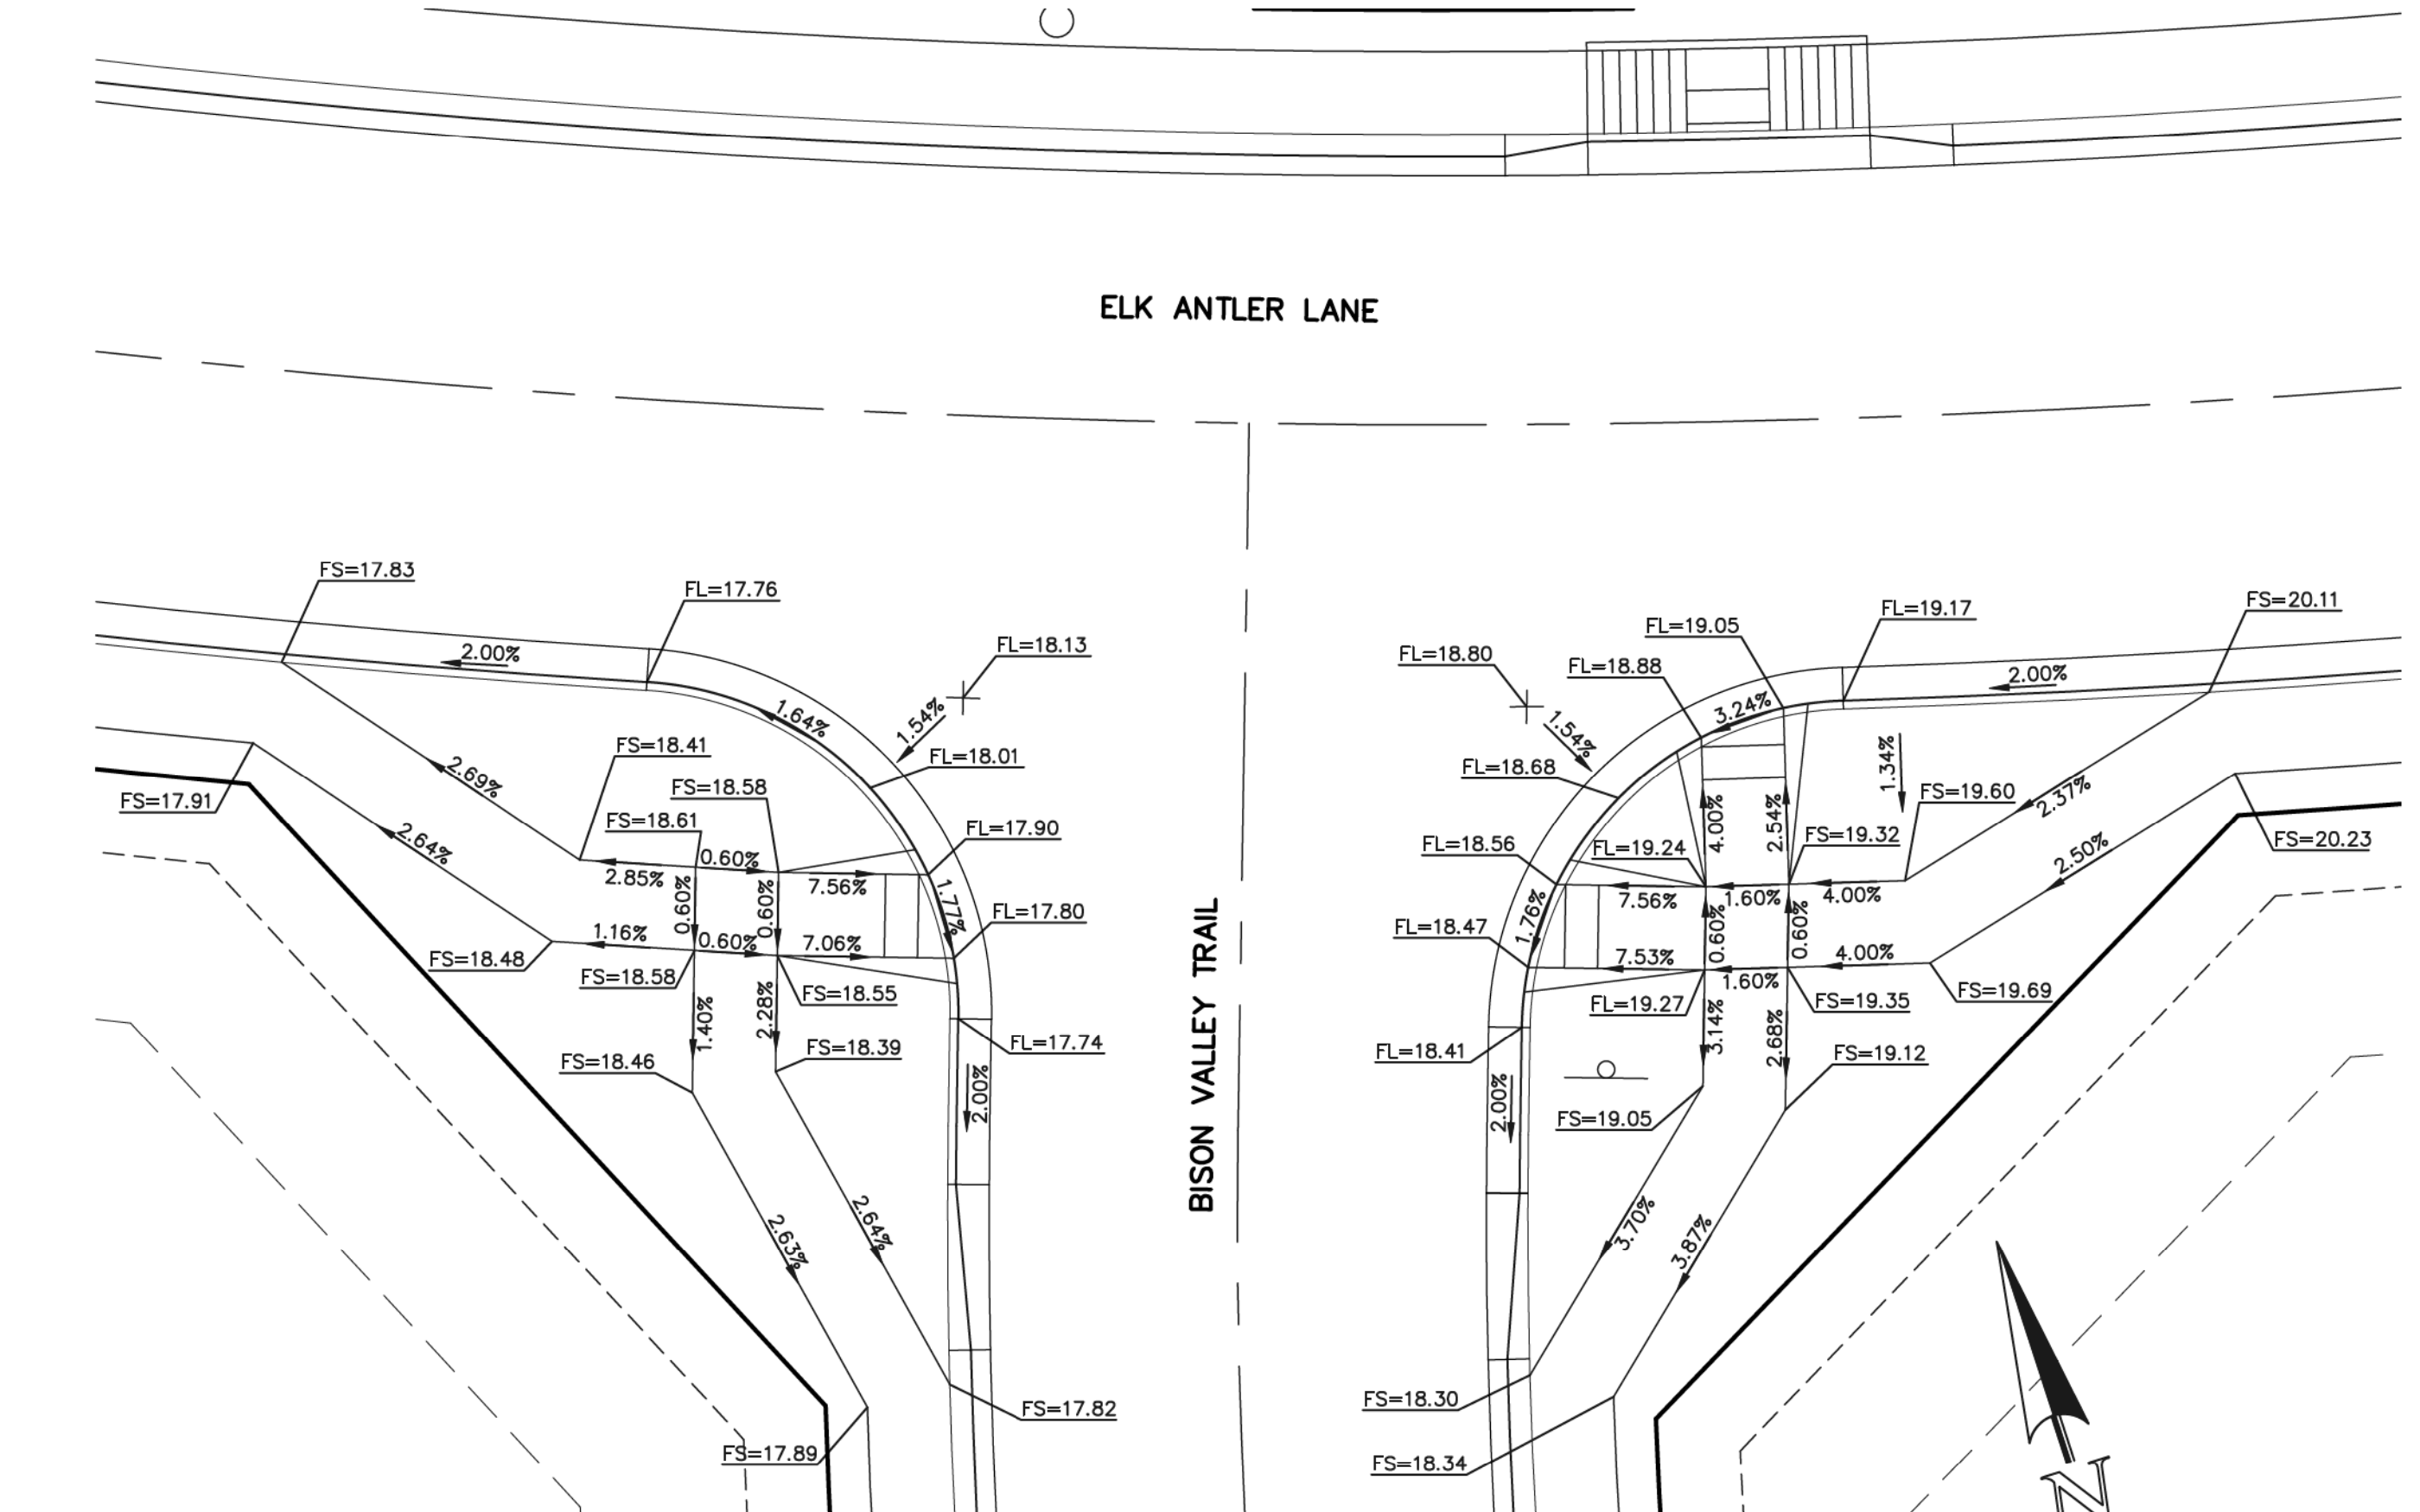 ELK ANTLER LANE
FS=17.83
FL=17.76
2.00%
FL=18.13
1.54%
1.64%
FS=18.41
FL=18.01
2.69%
FS=18.58
FS=17.91
FS=18.61
2.64%
FL=17.90
0.60%
2.85%
7.56%
0.60%
0.60%
1.77%
FL=17.80
1.16%
0.60%
7.06%
FS=18.48
FS=18.58
FS=18.55
1.40%
2.28%
FS=18.46
FS=18.39
FL=17.74
2.00%
2.63%
2.64%
FS=17.82
FS=17.89
BISON VALLEY TRAIL
FS=20.11
FL=19.17
FL=19.05
FL=18.80
FL=18.88
2.00%
3.24%
1.54%
1.34%
FL=18.68
FS=19.60
2.37%
4.00%
2.54%
FS=19.32
FS=20.23
FL=18.56
FL=19.24
2.50%
7.56%
1.60%
4.00%
1.76%
FL=18.47
0.60%
0.60%
7.53%
1.60%
4.00%
FL=19.27
FS=19.35
FS=19.69
3.14%
2.68%
FL=18.41
FS=19.12
2.00%
FS=19.05
3.70%
3.87%
FS=18.30
FS=18.34
N